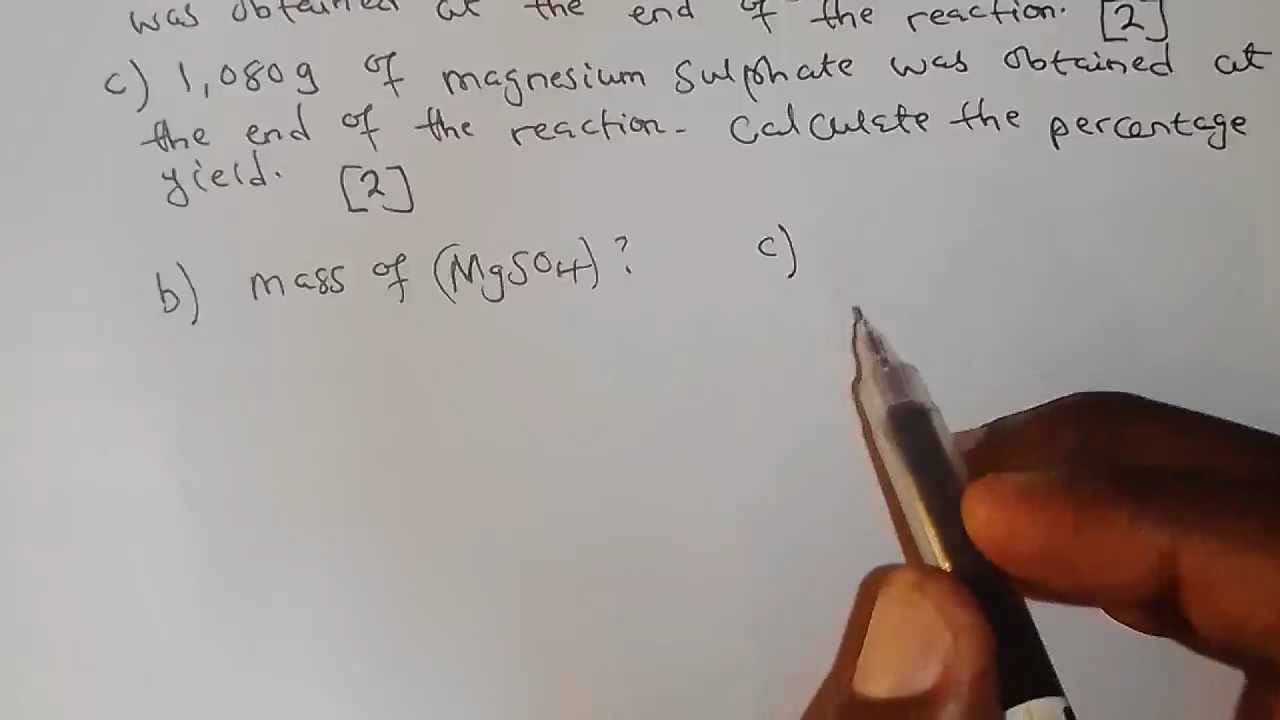 was obtained at the end of the reaction. [2]
c) 1,080g of magnesium sulphate was obtained at
the end of the reaction. Calculate the percentage
yield. [2]
b) mass of (MgSO4)? c)